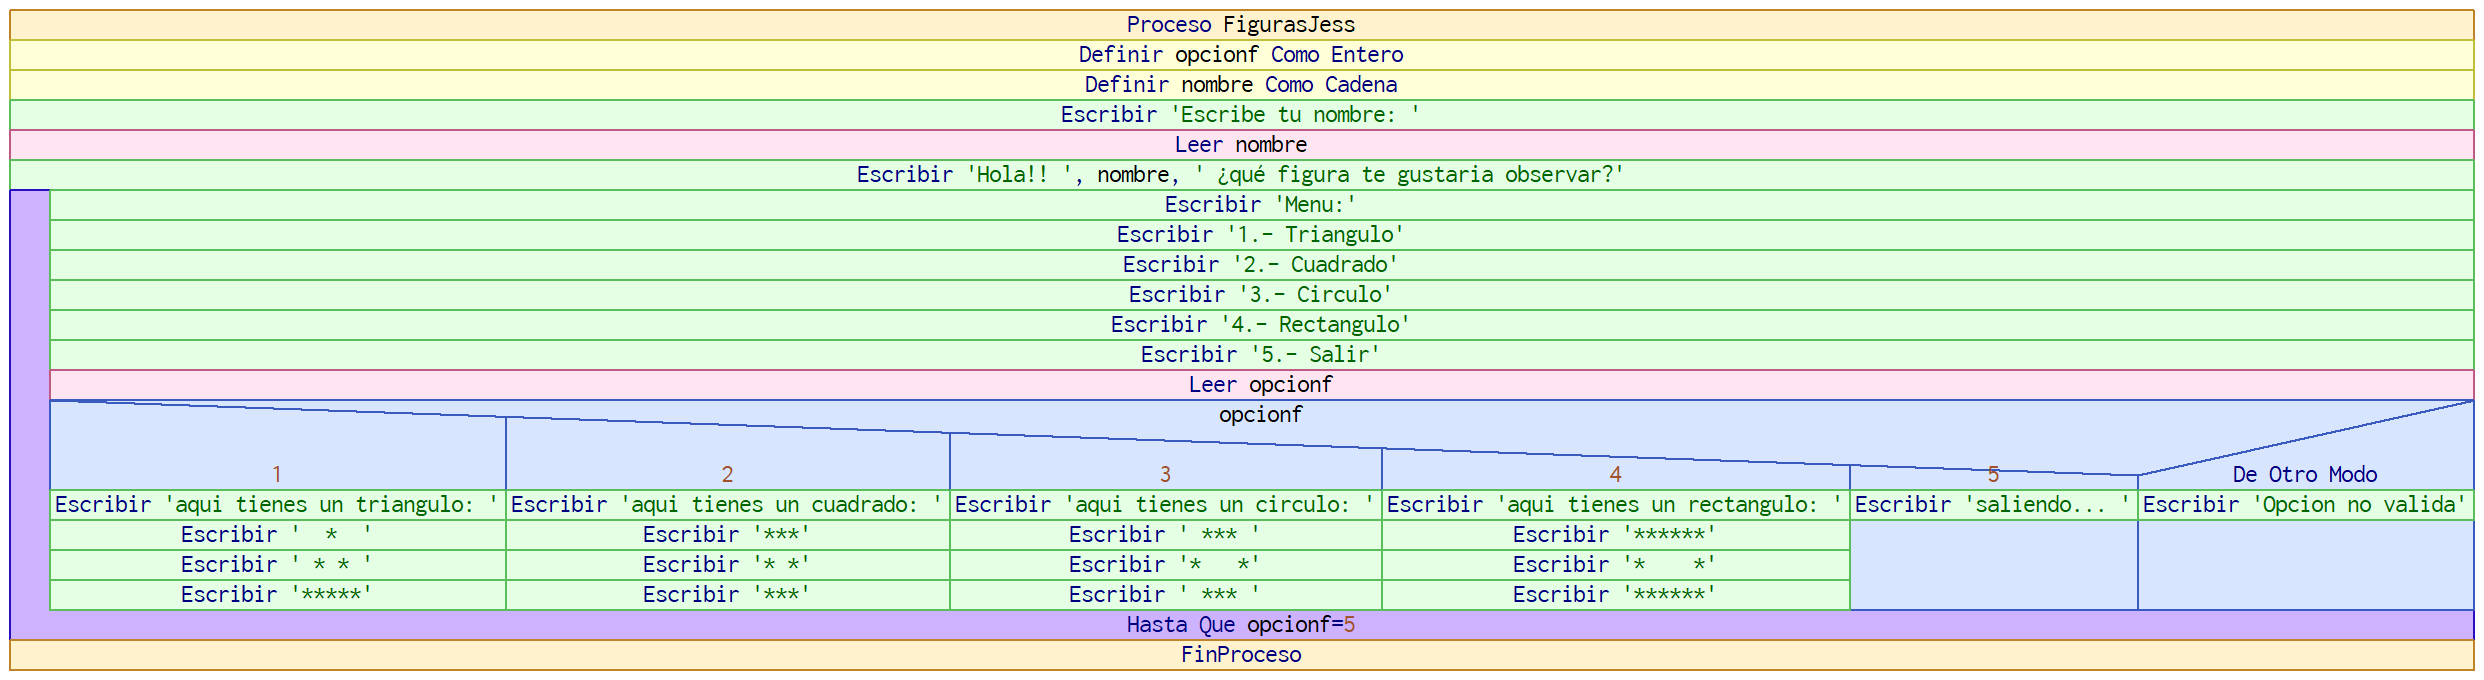 Proceso FigurasJess
Definir opcionf Como Entero
Definir nombre Como Cadena
Escribir 'Escribe tu nombre: '
Leer nombre
Escribir 'Hola!! ', nombre, ' ¿qué figura te gustaria observar?'
Escribir 'Menu:'
Escribir '1.- Triangulo'
Escribir '2.- Cuadrado'
Escribir '3.- Circulo'
Escribir '4.- Rectangulo'
Escribir '5.- Salir'
Leer opcionf
opcionf
1 2 3 4 5 De Otro Modo
Escribir 'aqui tienes un triangulo: ' Escribir 'aqui tienes un cuadrado: ' Escribir 'aqui tienes un circulo: ' Escribir 'aqui tienes un rectangulo: ' Escribir 'saliendo... ' Escribir 'Opcion no valida'
Escribir '  *  ' Escribir '***' Escribir ' *** ' Escribir '******'
Escribir ' * * ' Escribir '* *' Escribir '*   *' Escribir '*    *'
Escribir '*****' Escribir '***' Escribir ' *** ' Escribir '******'
Hasta Que opcionf=5
FinProceso